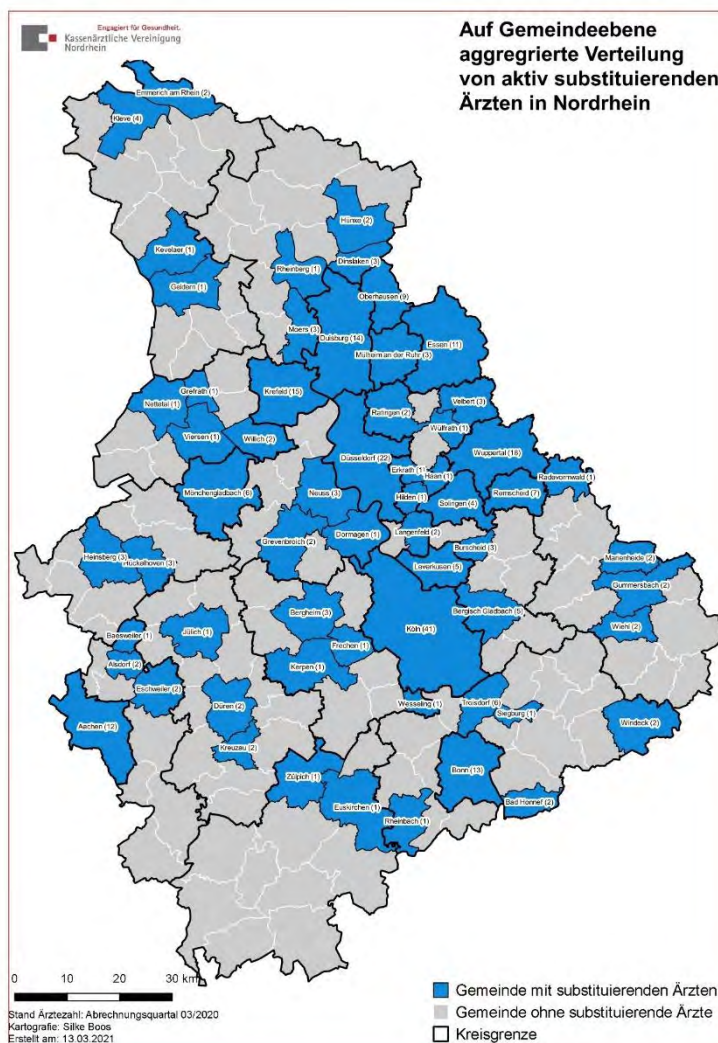 Engagiert für Gesundheit.
Kassenärztliche Vereinigung
Nordrhein
Auf Gemeindeebene
aggregrierte Verteilung
von aktiv substituierenden
Ärzten in Nordrhein
Emmerich am Rhein (2)
Kleve (4)
Hünxe (2)
Kevelaer (1)
Dinslaken (3)
Rheinberg (1)
Geldern (1)
Oberhausen (9)
Moers (3)
Duisburg (14)
Essen (11)
Mülheim an der Ruhr (3)
Grefrath (1)
Krefeld (15)
Nettetal (1)
Velbert (3)
Ratingen (2)
Wülfrath (1)
Viersen (1)
Willich (2)
Düsseldorf (22)
Wuppertal (18)
Erkrath (1)
Haan (1)
Radevormwald (1)
Mönchengladbach (6)
Neuss (3)
Hilden (1)
Solingen (4)
Remscheid (7)
Grevenbroich (2)
Dormagen (1)
Langenfeld (2)
Burscheid (3)
Heinsberg (3)
Hückelhoven (3)
Leverkusen (5)
Marienheide (2)
Gummersbach (2)
Bergheim (3)
Bergisch Gladbach (5)
Wiehl (2)
Baesweiler (1)
Jülich (1)
Köln (41)
Frechen (1)
Alsdorf (2)
Kerpen (1)
Eschweiler (2)
Düren (2)
Wesseling (1)
Troisdorf (6)
Siegburg (1)
Aachen (12)
Windeck (2)
Kreuzau (2)
Bonn (13)
Zülpich (1)
Euskirchen (1)
Bad Honnef (2)
Rheinbach (1)
0 10 20 30 km
Stand Ärztezahl: Abrechnungsquartal 03/2020
Kartografie: Silke Boos
Erstellt am: 13.03.2021
Gemeinde mit substituierenden Ärzten
Gemeinde ohne substituierende Ärzte
Kreisgrenze